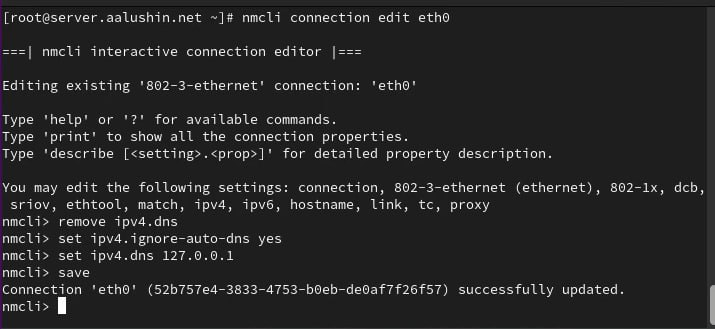 [root@server.aalushin.net ~]# nmcli connection edit eth0
===| nmcli interactive connection editor |===
Editing existing '802-3-ethernet' connection: 'eth0'
Type 'help' or '?' for available commands.
Type 'print' to show all the connection properties.
Type 'describe [<setting>.<prop>]' for detailed property description.
You may edit the following settings: connection, 802-3-ethernet (ethernet), 802-1x, dcb,
sriov, ethtool, match, ipv4, ipv6, hostname, link, tc, proxy
nmcli> remove ipv4.dns
nmcli> set ipv4.ignore-auto-dns yes
nmcli> set ipv4.dns 127.0.0.1
nmcli> save
Connection 'eth0' (52b757e4-3833-4753-b0eb-de0af7f26f57) successfully updated.
nmcli>